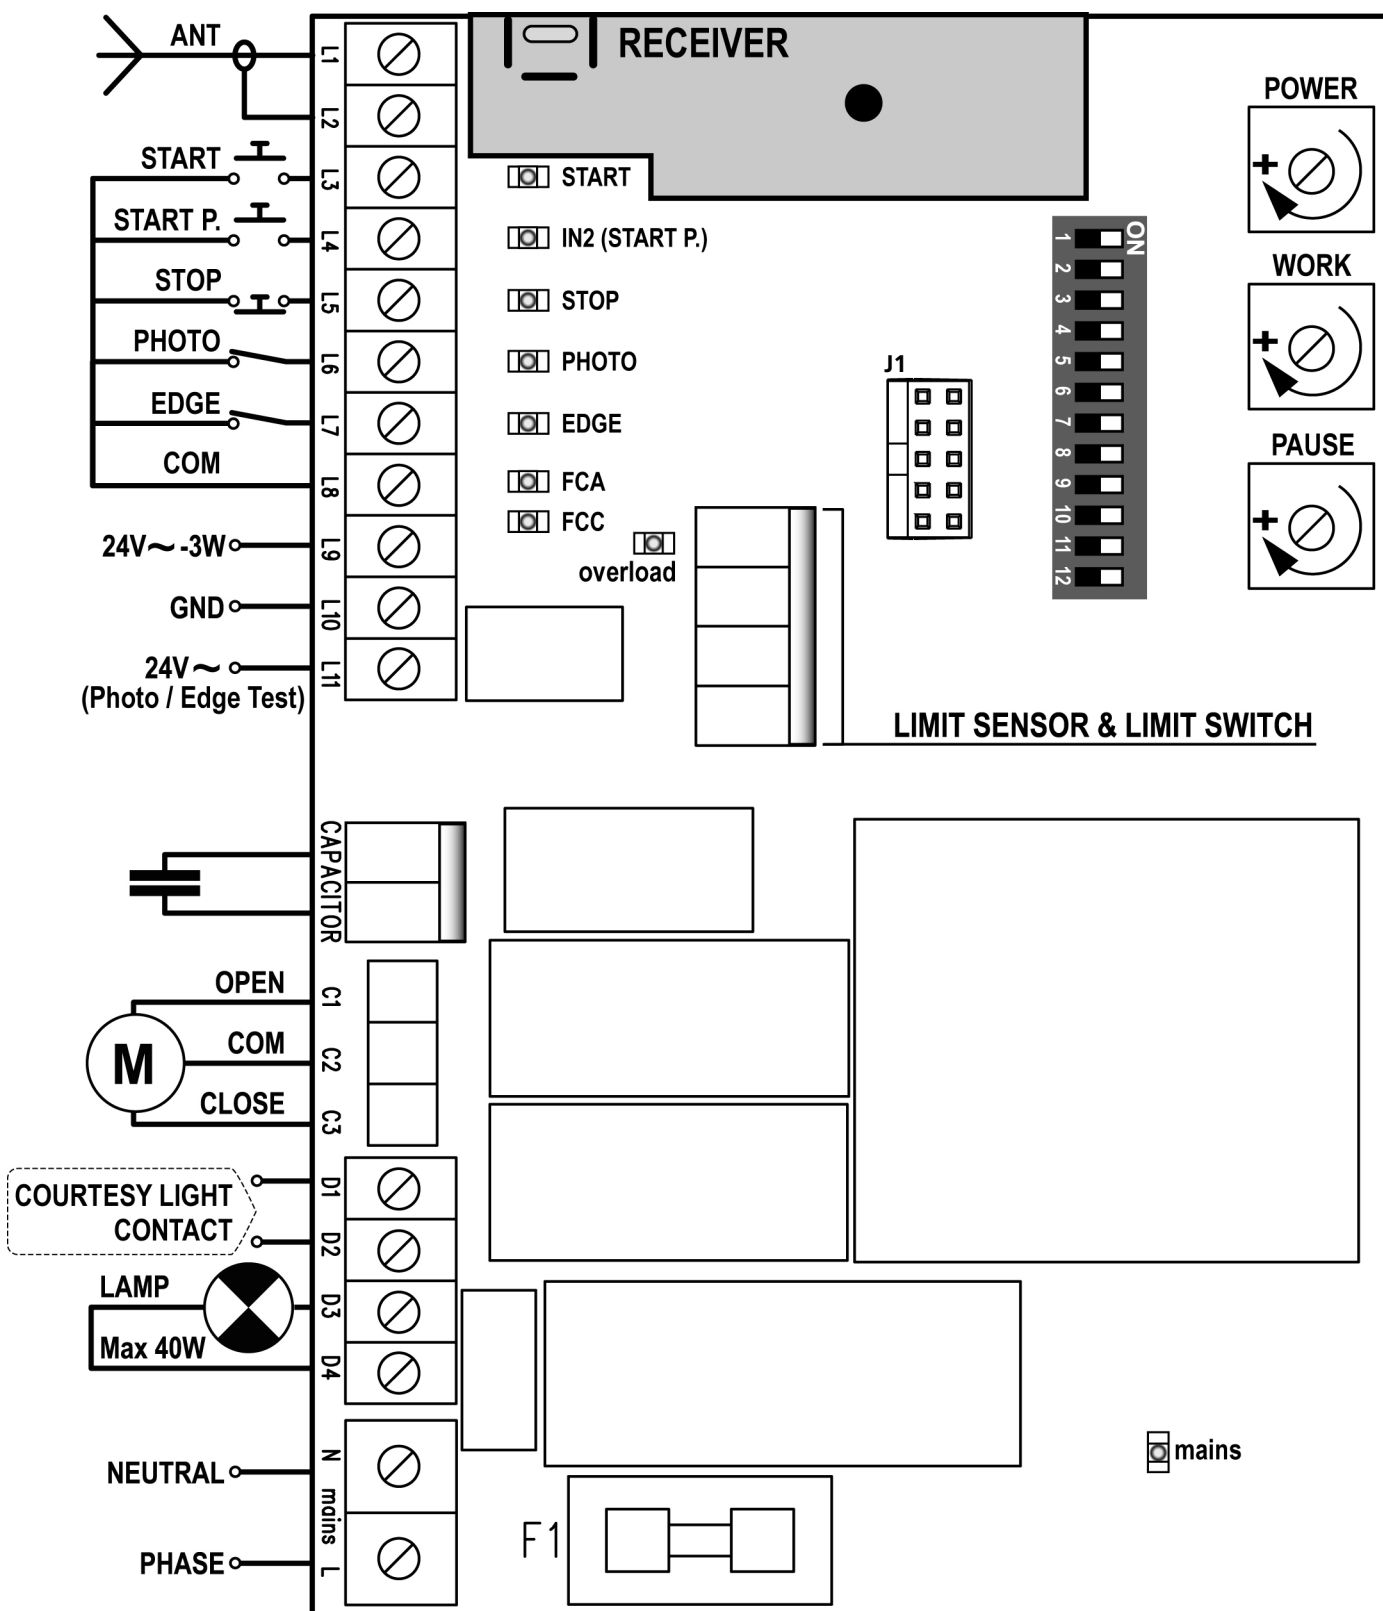 ANT
L1
RECEIVER
L2
POWER
+
START
L3
START
START P.
L4
IN2 (START P.)
STOP
L5
STOP
PHOTO
L6
PHOTO
EDGE
L7
EDGE
COM
L8
FCA
FCC
overload
24V~ -3W
L9
GND
L10
24V~
(Photo / Edge Test)
L11
J1
ON
1
2
3
4
5
6
7
8
9
10
11
12
WORK
+
PAUSE
+
LIMIT SENSOR & LIMIT SWITCH
CAPACITOR
OPEN
C1
M
COM
C2
CLOSE
C3
COURTESY LIGHT
CONTACT
D1
D2
LAMP
D3
Max 40W
D4
NEUTRAL
N
mains
PHASE
L
F1
mains